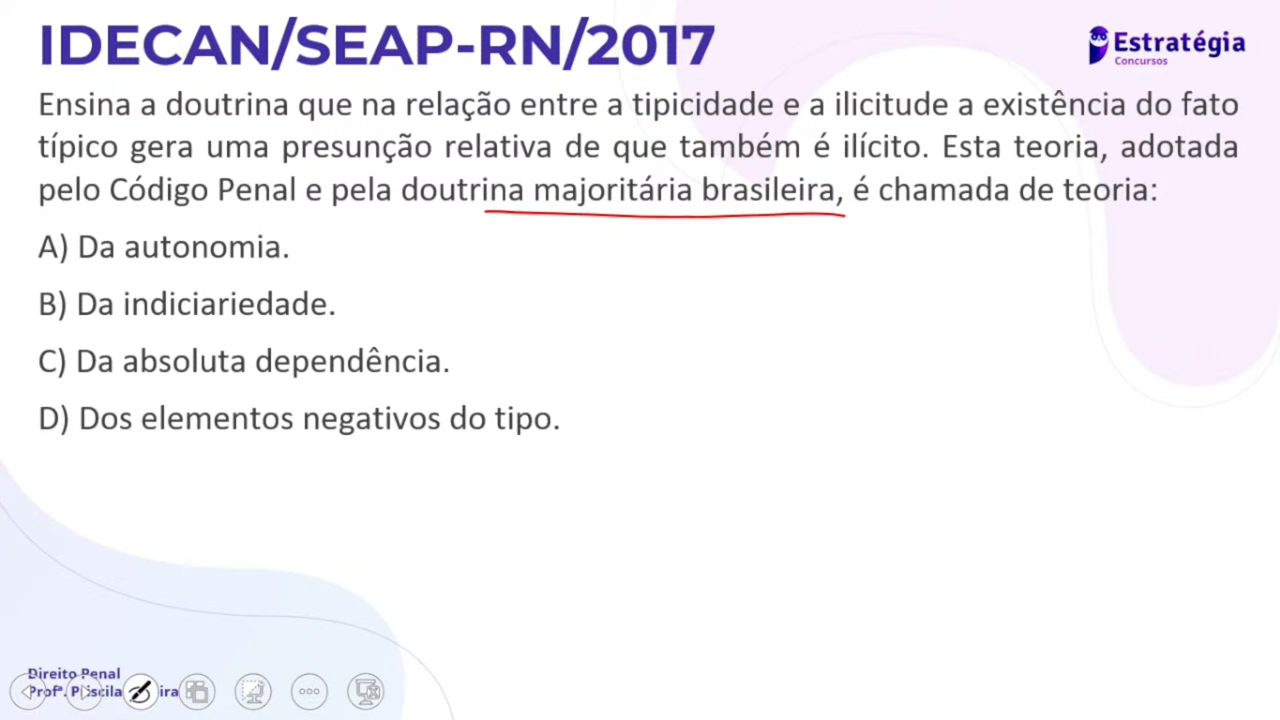 IDECAN/SEAP-RN/2017
Estratégia
Concursos
Ensina a doutrina que na relação entre a tipicidade e a ilicitude a existência do fato
típico gera uma presunção relativa de que também é ilícito. Esta teoria, adotada
pelo Código Penal e pela doutrina majoritária brasileira, é chamada de teoria:
A) Da autonomia.
B) Da indiciariedade.
C) Da absoluta dependência.
D) Dos elementos negativos do tipo.
Direito Penal
Profª. Priscila